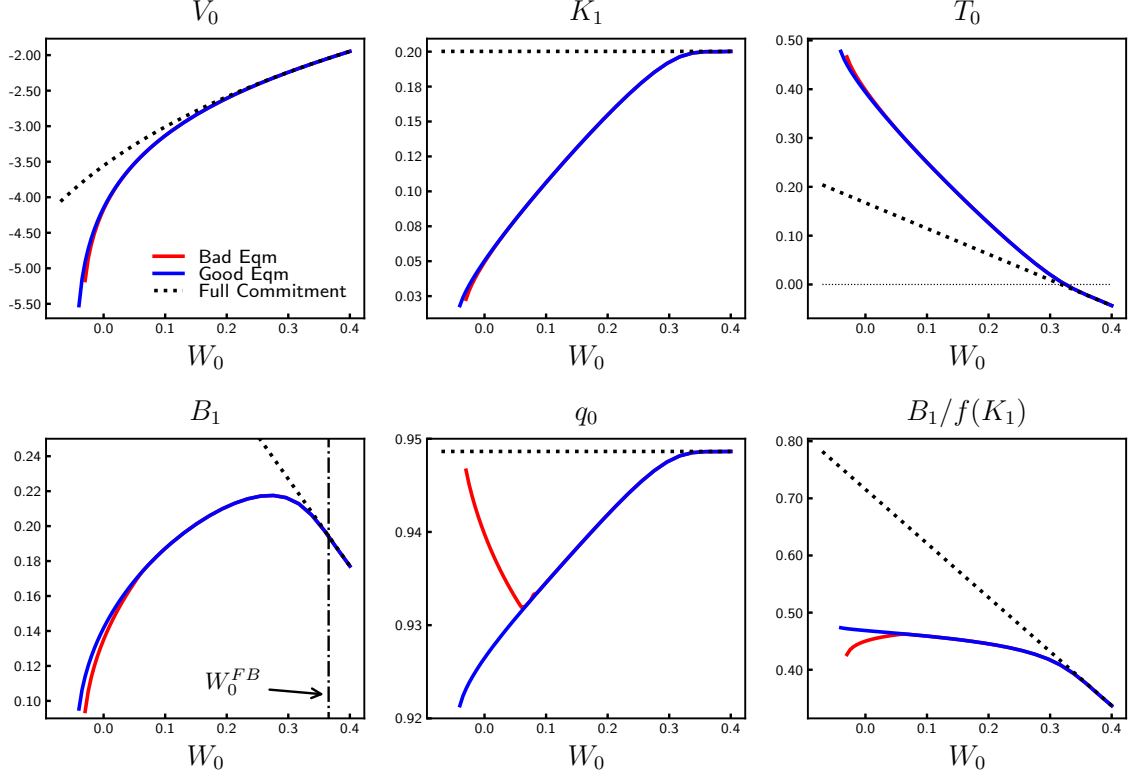 V_0
-2.00
-2.50
-3.00
-3.50
-4.00
-4.50
-5.00
-5.50
Bad Eqm
Good Eqm
Full Commitment
0.0 0.1 0.2 0.3 0.4
W_0
K_1
0.20
0.17
0.15
0.12
0.10
0.07
0.05
0.03
0.0 0.1 0.2 0.3 0.4
W_0
T_0
0.50
0.40
0.30
0.20
0.10
0.00
0.0 0.1 0.2 0.3 0.4
W_0
B_1
0.24
0.22
0.20
0.18
0.16
0.14
0.12
0.10
W_0^{FB}
0.0 0.1 0.2 0.3 0.4
W_0
q_0
0.95
0.94
0.93
0.92
0.0 0.1 0.2 0.3 0.4
W_0
B_1/f(K_1)
0.80
0.70
0.60
0.50
0.40
0.0 0.1 0.2 0.3 0.4
W_0